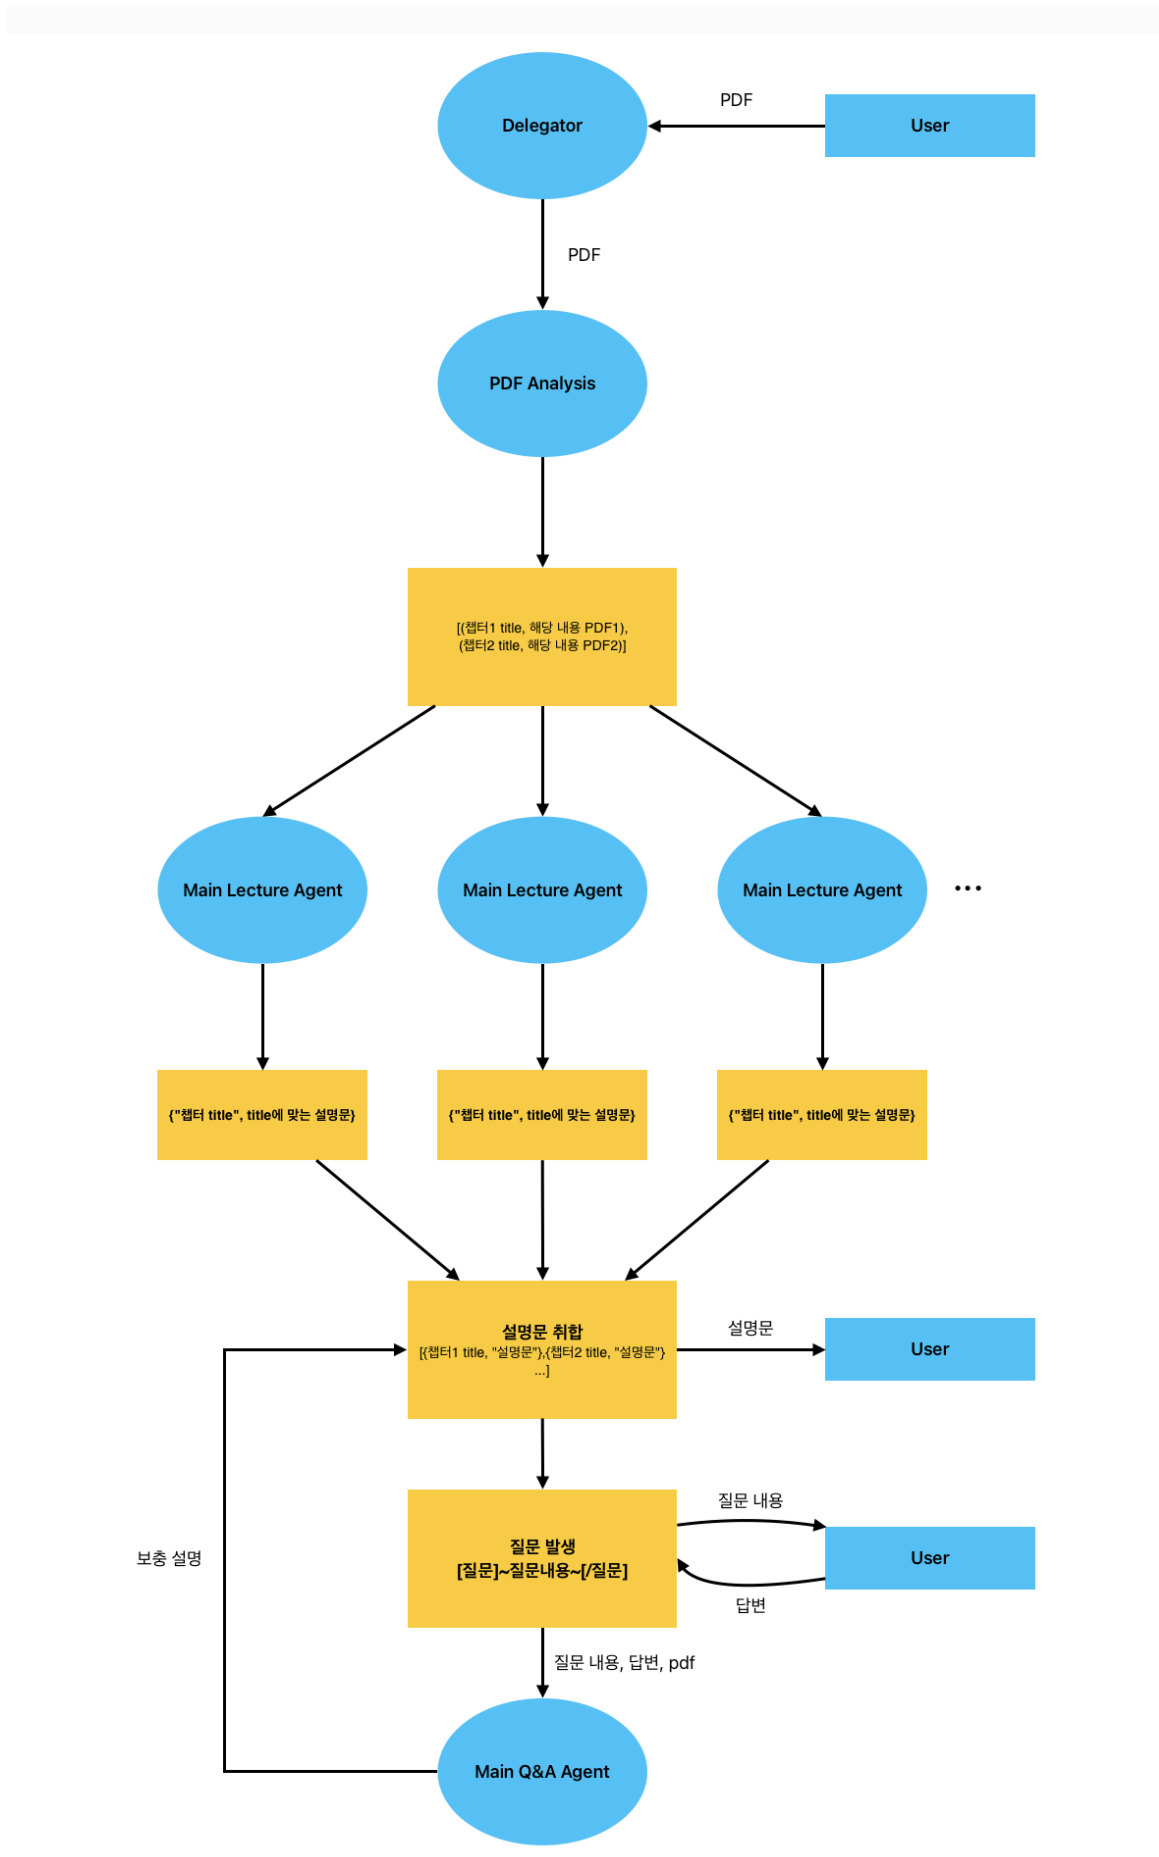 PDF
Delegator
User
PDF
PDF Analysis
[(챕터1 title, 해당 내용 PDF1),
(챕터2 title, 해당 내용 PDF2)]
Main Lecture Agent
Main Lecture Agent
Main Lecture Agent
...
{"챕터 title", title에 맞는 설명문}
{"챕터 title", title에 맞는 설명문}
{"챕터 title", title에 맞는 설명문}
설명문 취합
[{챕터1 title, "설명문"},{챕터2 title, "설명문"}
...]
설명문
User
질문 발생
[질문]~질문내용~[/질문]
질문 내용
User
답변
보충 설명
질문 내용, 답변, pdf
Main Q&A Agent